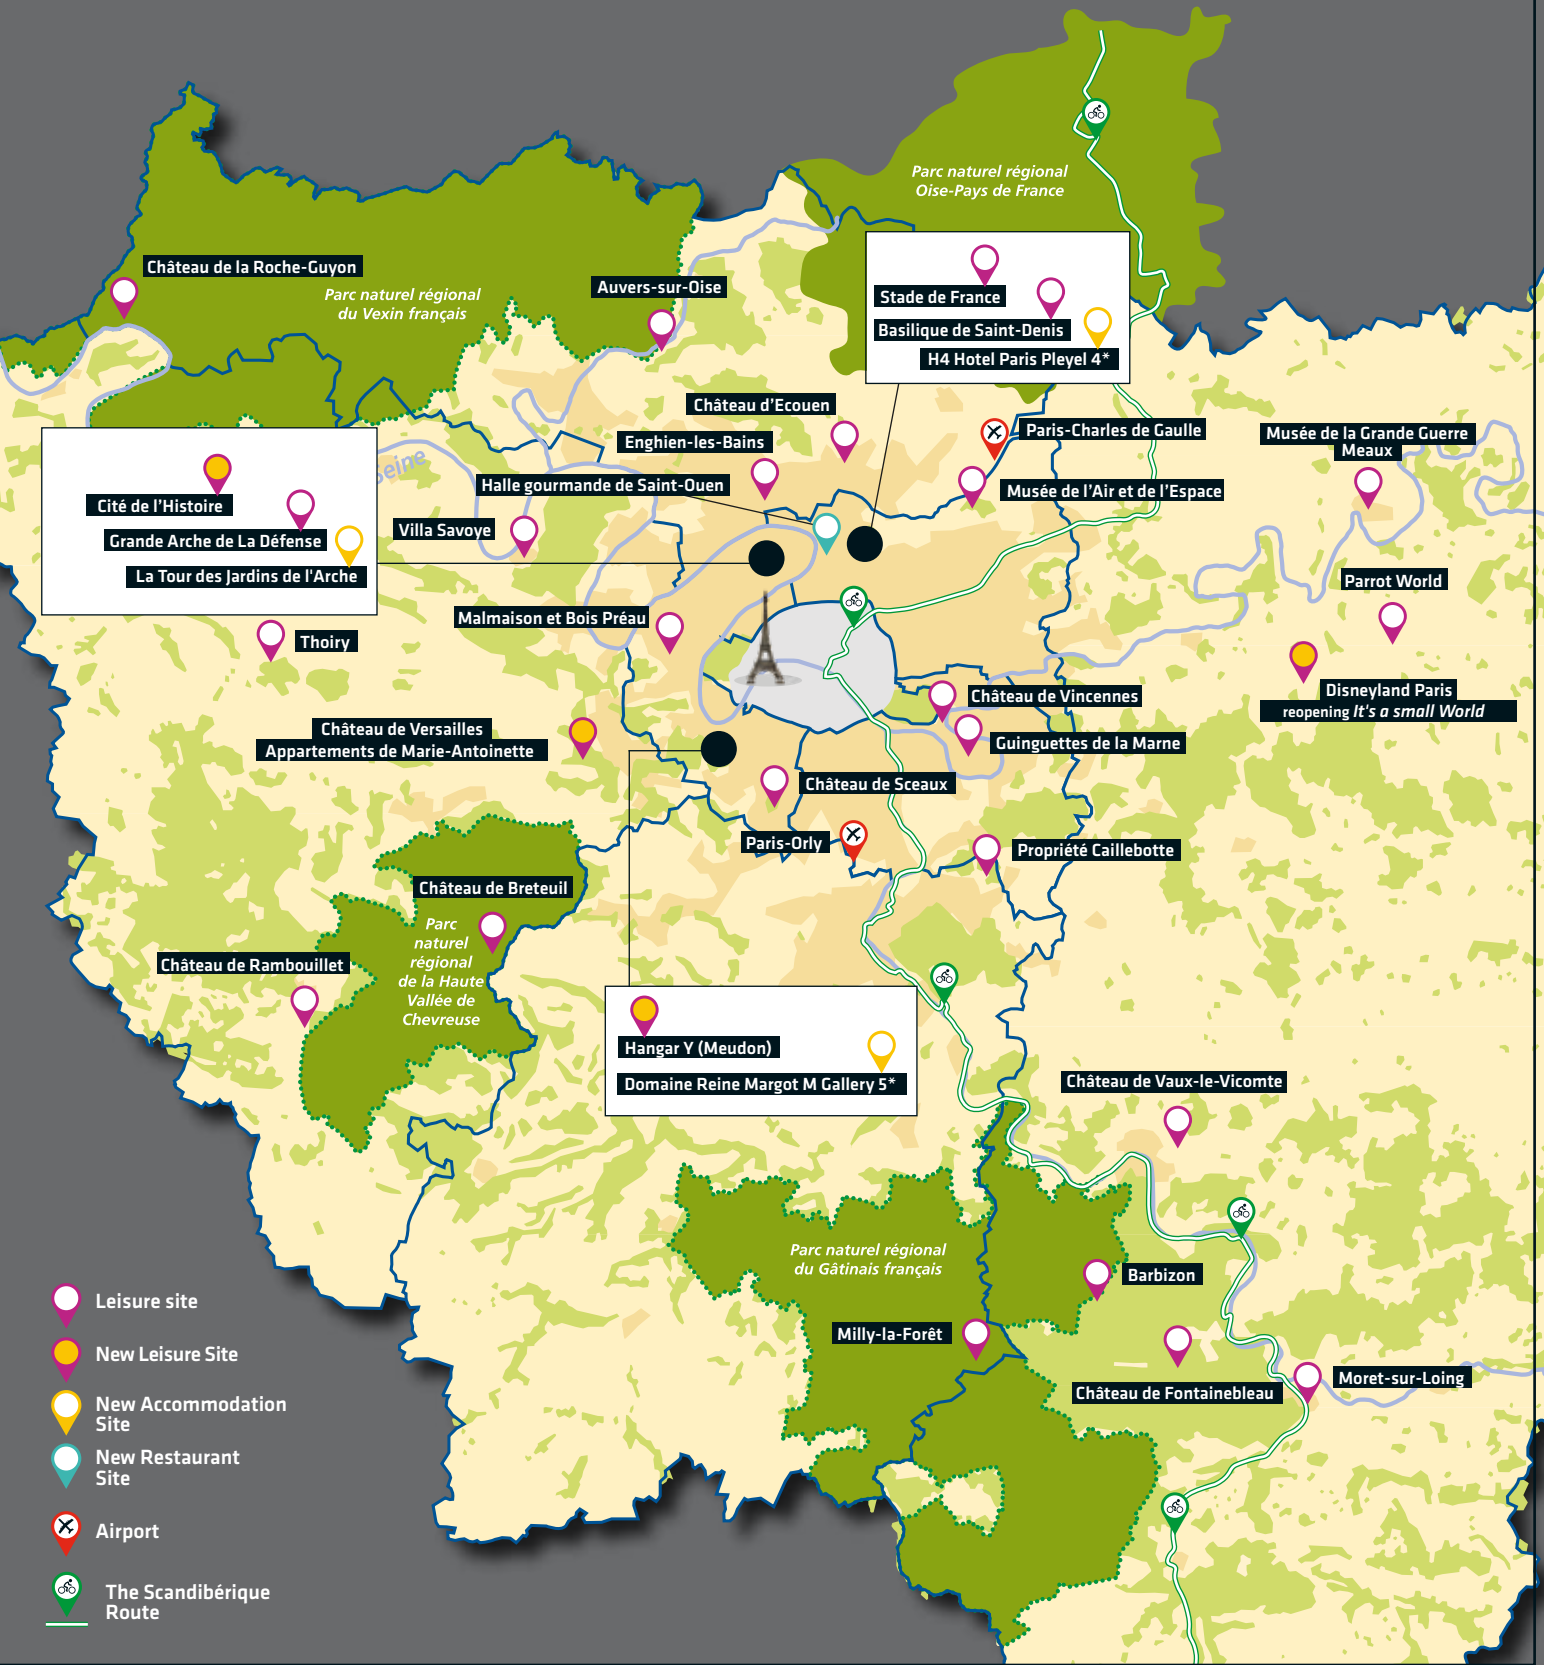 Parc naturel régional
Oise-Pays de France
Château de la Roche-Guyon
Parc naturel régional
du Vexin français
Auvers-sur-Oise
Stade de France
Basilique de Saint-Denis
H4 Hotel Paris Pleyel 4*
Château d'Ecouen
Enghien-les-Bains
Paris-Charles de Gaulle
Musée de la Grande Guerre
Meaux
Seine
Halle gourmande de Saint-Ouen
Musée de l'Air et de l'Espace
Cité de l'Histoire
Villa Savoye
Grande Arche de La Défense
La Tour des Jardins de l'Arche
Parrot World
Malmaison et Bois Préau
Thoiry
Disneyland Paris
reopening It's a small World
Château de Vincennes
Château de Versailles
Appartements de Marie-Antoinette
Guinguettes de la Marne
Château de Sceaux
Paris-Orly
Propriété Caillebotte
Château de Breteuil
Parc
naturel
régional
de la Haute
Vallée de
Chevreuse
Château de Rambouillet
Hangar Y (Meudon)
Domaine Reine Margot M Gallery 5*
Château de Vaux-le-Vicomte
Parc naturel régional
du Gâtinais français
Barbizon
Milly-la-Forêt
Château de Fontainebleau
Moret-sur-Loing
Leisure site
New Leisure Site
New Accommodation
Site
New Restaurant
Site
Airport
The Scandibérique
Route